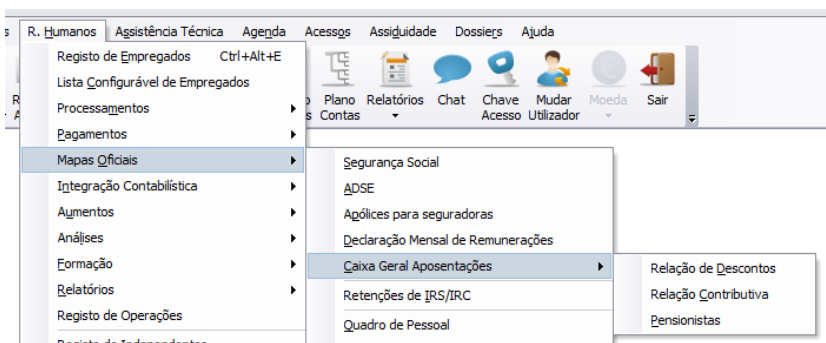 R. Humanos Assistência Técnica Agenda Acessos Assiduidade Dossiers Ajuda
Registo de Empregados Ctrl+Alt+E
Lista Configurável de Empregados
Processamentos
Pagamentos
Mapas Oficiais
Integração Contabilística
Aumentos
Análises
Formação
Relatórios
Registo de Operações
Plano Contas
Relatórios
Chat
Chave Acesso
Mudar Utilizador
Moeda
Sair
Segurança Social
ADSE
Apólices para seguradoras
Declaração Mensal de Remunerações
Caixa Geral Aposentações
Retenções de IRS/IRC
Quadro de Pessoal
Relação de Descontos
Relação Contributiva
Pensionistas